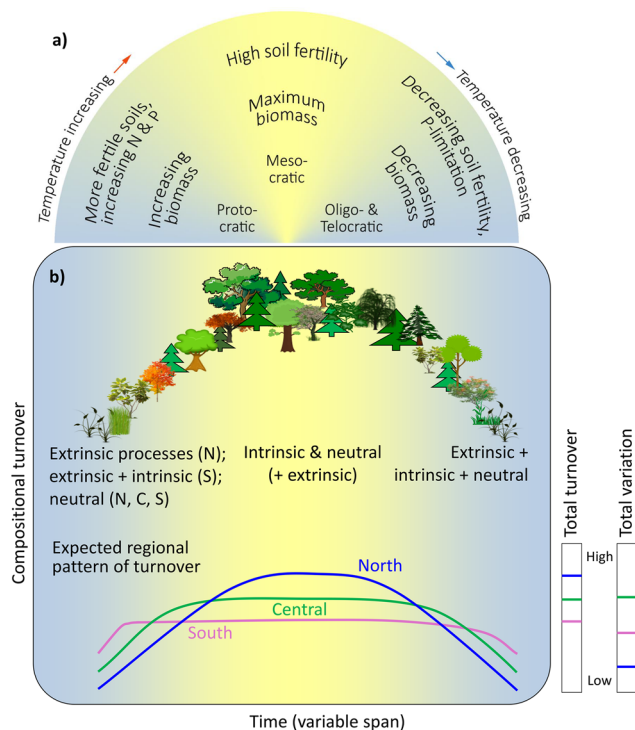 a)
Temperature increasing
More fertile soils,
increasing N & P
Increasing
biomass
Proto-
cratic
High soil fertility
Maximum
biomass
Meso-
cratic
Oligo- &
Telocratic
Decreasing
biomass
Decreasing soil fertility,
P-limitation
Temperature decreasing
b)
Compositional turnover
Extrinsic processes (N);
extrinsic + intrinsic (S);
neutral (N, C, S)
Intrinsic & neutral
(+ extrinsic)
Extrinsic +
intrinsic + neutral
Expected regional
pattern of turnover
North
Central
South
Time (variable span)
Total turnover
Total variation
High
Low